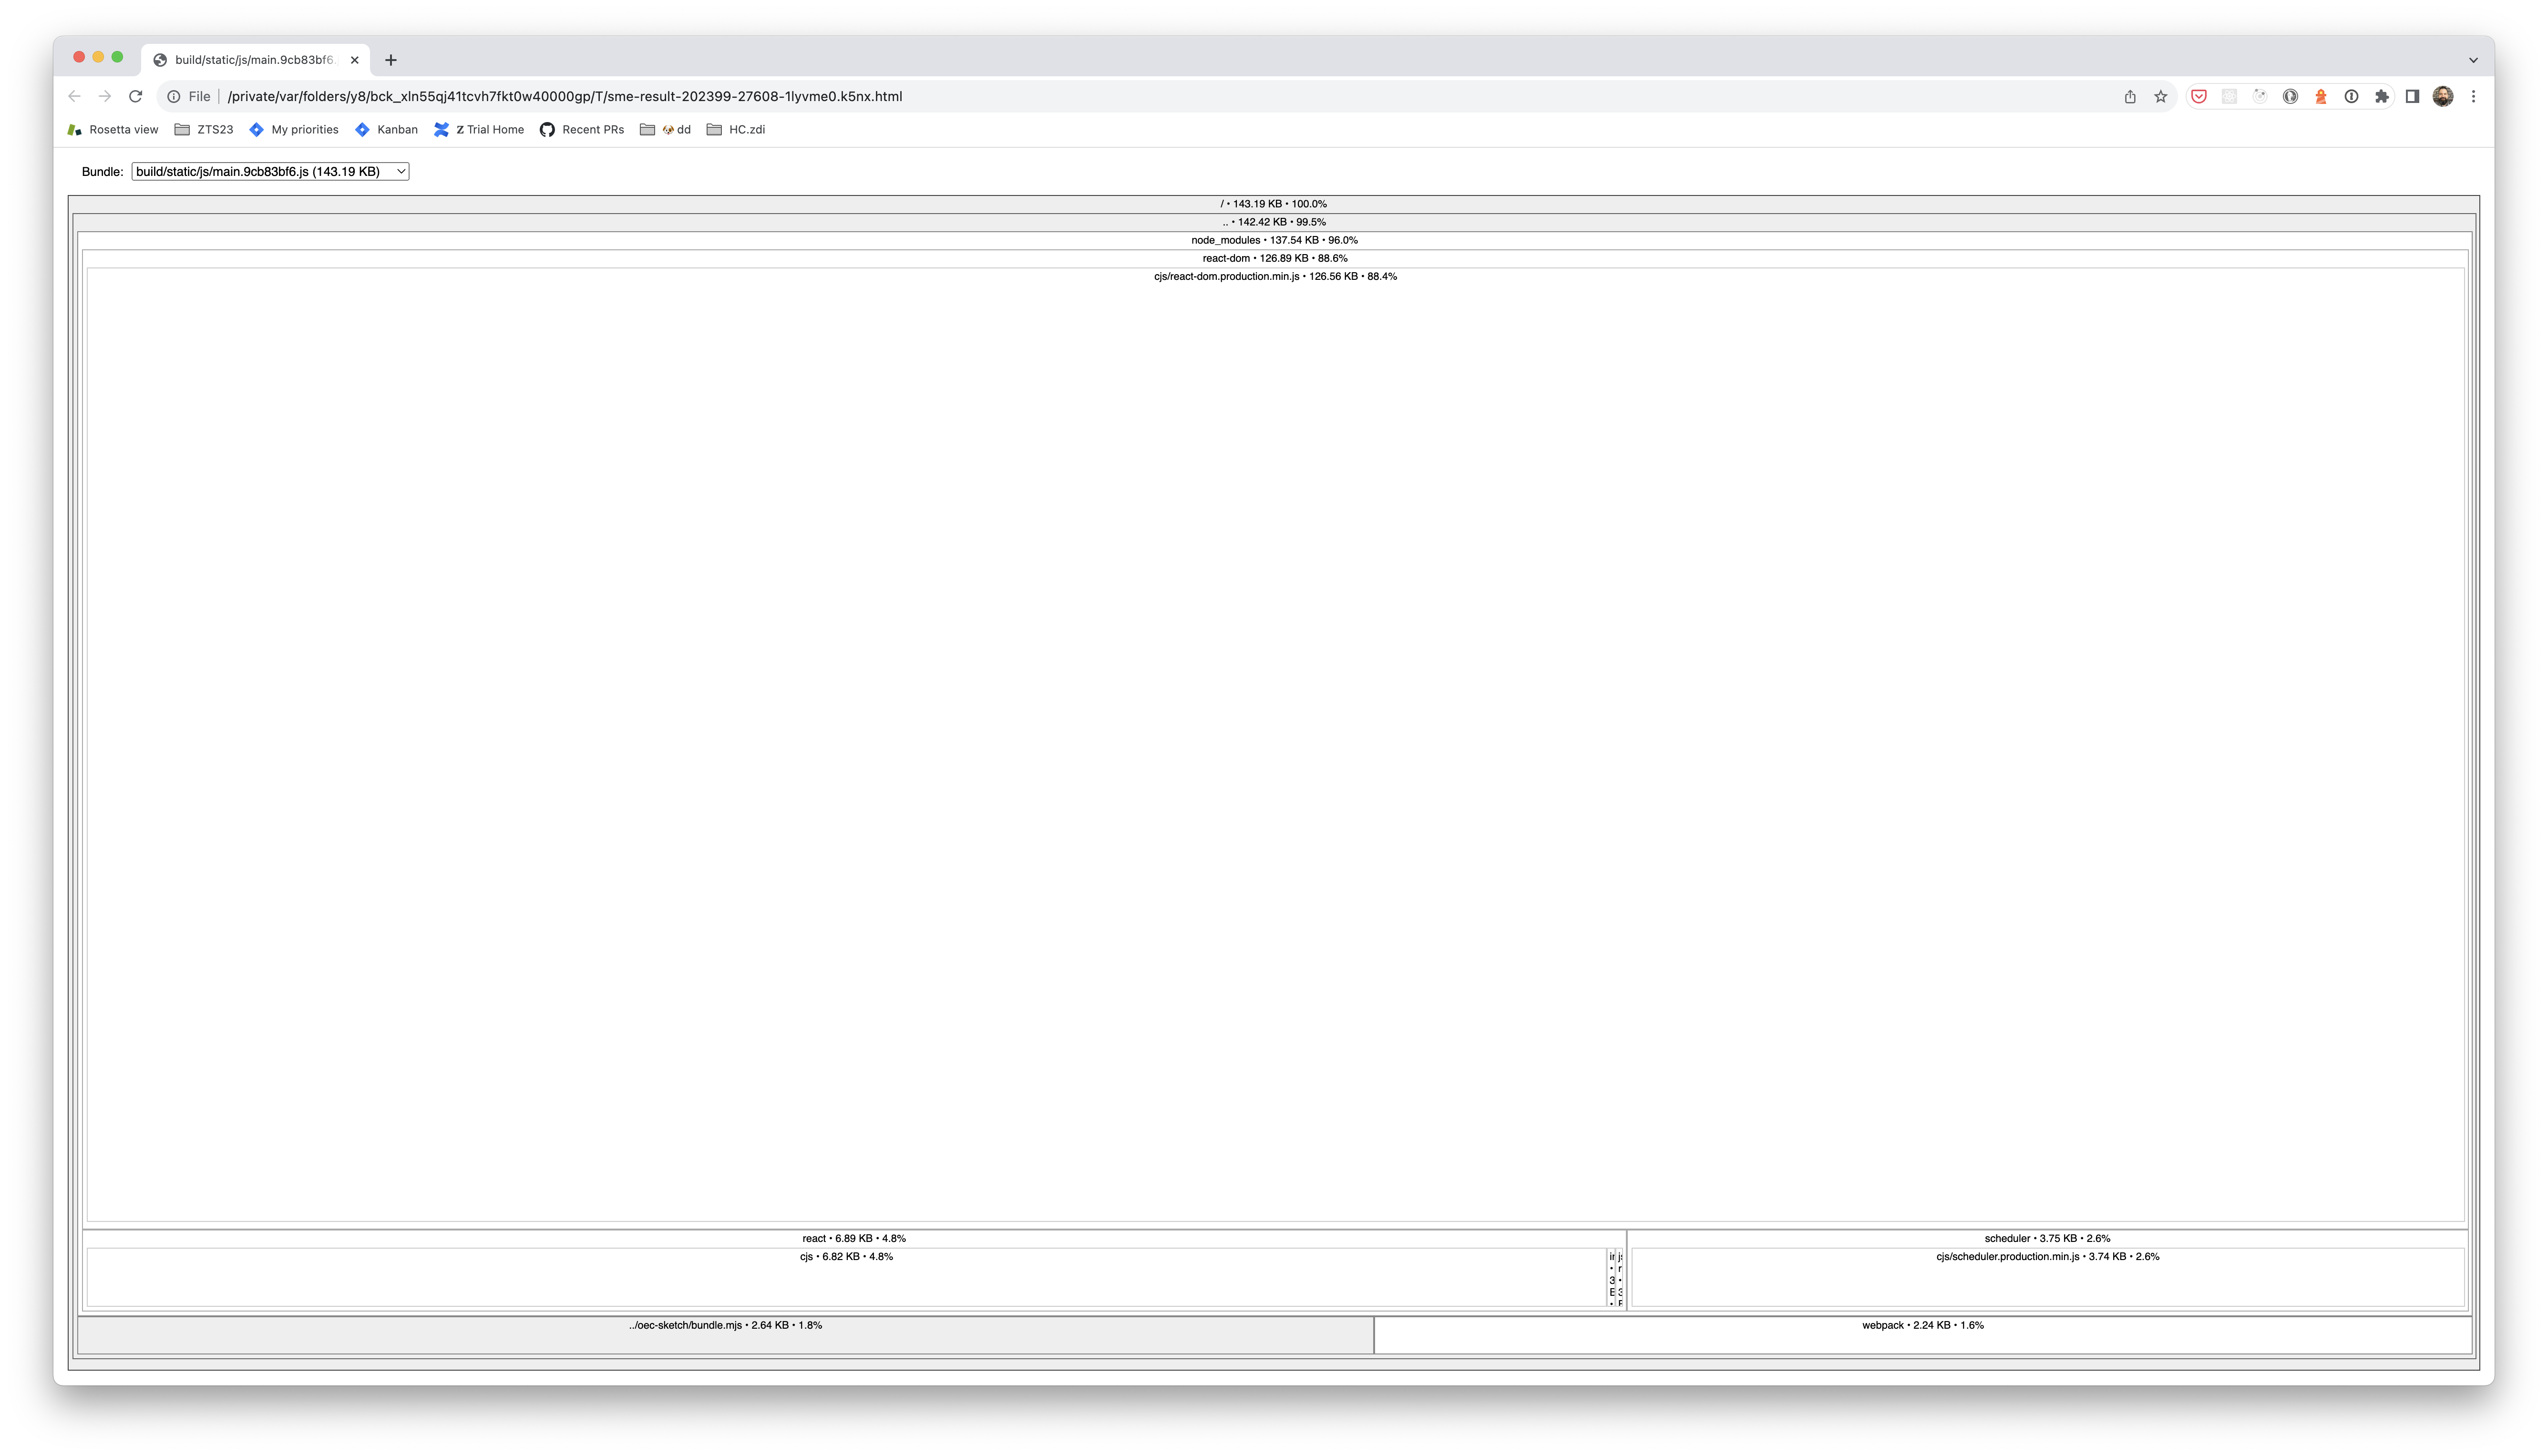 build/static/js/main.9cb83bf6.
File
/private/var/folders/y8/bck_xln55qj41tcvh7fkt0w40000gp/T/sme-result-202399-27608-1lyvme0.k5nx.html
Rosetta view ZTS23 My priorities Kanban Z Trial Home Recent PRs dd HC.zdi
Bundle: build/static/js/main.9cb83bf6.js (143.19 KB)
/ • 143.19 KB • 100.0%
.. • 142.42 KB • 99.5%
node_modules • 137.54 KB • 96.0%
react-dom • 126.89 KB • 88.6%
cjs/react-dom.production.min.js • 126.56 KB • 88.4%
react • 6.89 KB • 4.8%
scheduler • 3.75 KB • 2.6%
cjs • 6.82 KB • 4.8%
cjs/scheduler.production.min.js • 3.74 KB • 2.6%
../oec-sketch/bundle.mjs • 2.64 KB • 1.8%
webpack • 2.24 KB • 1.6%